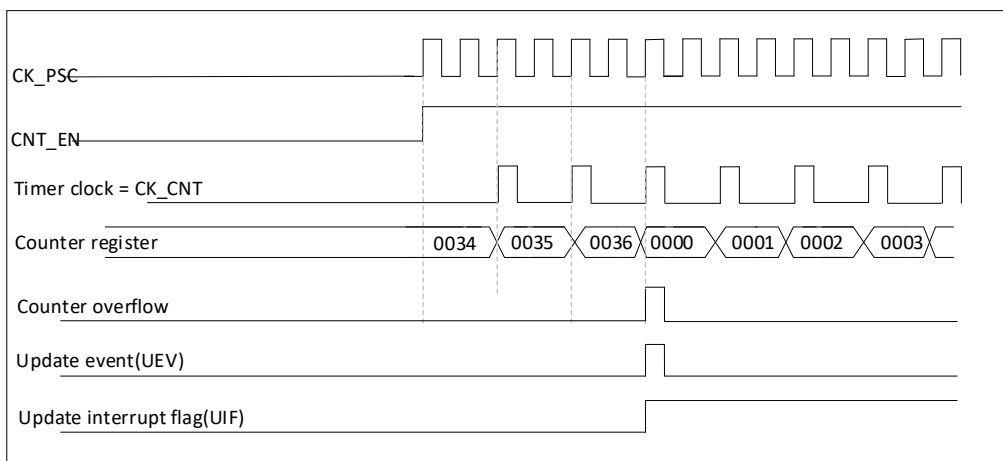 CK_PSC
CNT_EN
Timer clock = CK_CNT
Counter register 0034 0035 0036 0000 0001 0002 0003
Counter overflow
Update event(UEV)
Update interrupt flag(UIF)